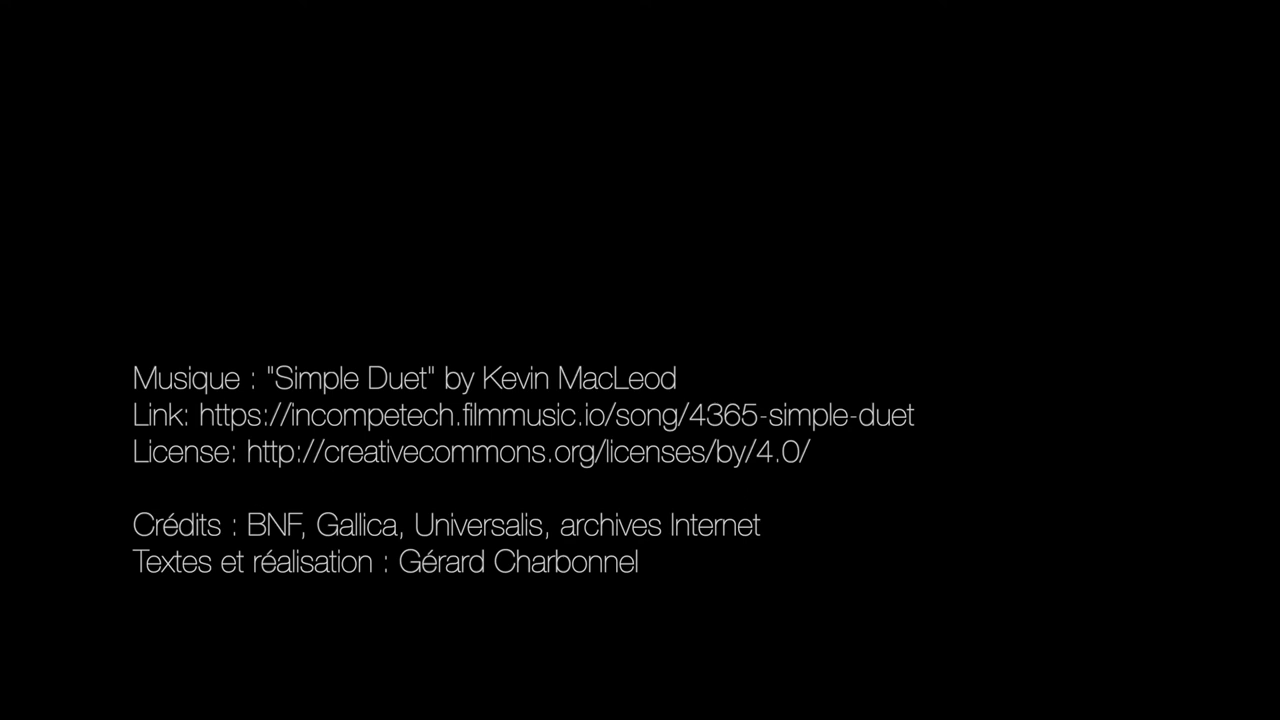 Musique : "Simple Duet" by Kevin MacLeod
Link: https://incompetech.filmmusic.io/song/4365-simple-duet
License: http://creativecommons.org/licenses/by/4.0/
Crédits : BNF, Gallica, Universalis, archives Internet
Textes et réalisation : Gérard Charbonnel